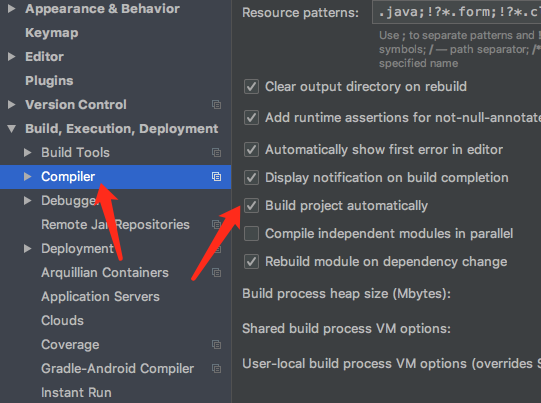 Appearance & Behavior
Keymap
Editor
Plugins
Version Control
Build, Execution, Deployment
Build Tools
Compiler
Debugger
Remote Jar Repositories
Deployment
Arquillian Containers
Application Servers
Clouds
Coverage
Gradle-Android Compiler
Instant Run
Resource patterns:
.java;!?*.form;!?*.cl
Use ; to separate patterns and
symbols; / — path separator; /*
specified name
Clear output directory on rebuild
Add runtime assertions for not-null-annotate
Automatically show first error in editor
Display notification on build completion
Build project automatically
Compile independent modules in parallel
Rebuild module on dependency change
Build process heap size (Mbytes):
Shared build process VM options:
User-local build process VM options (overrides S